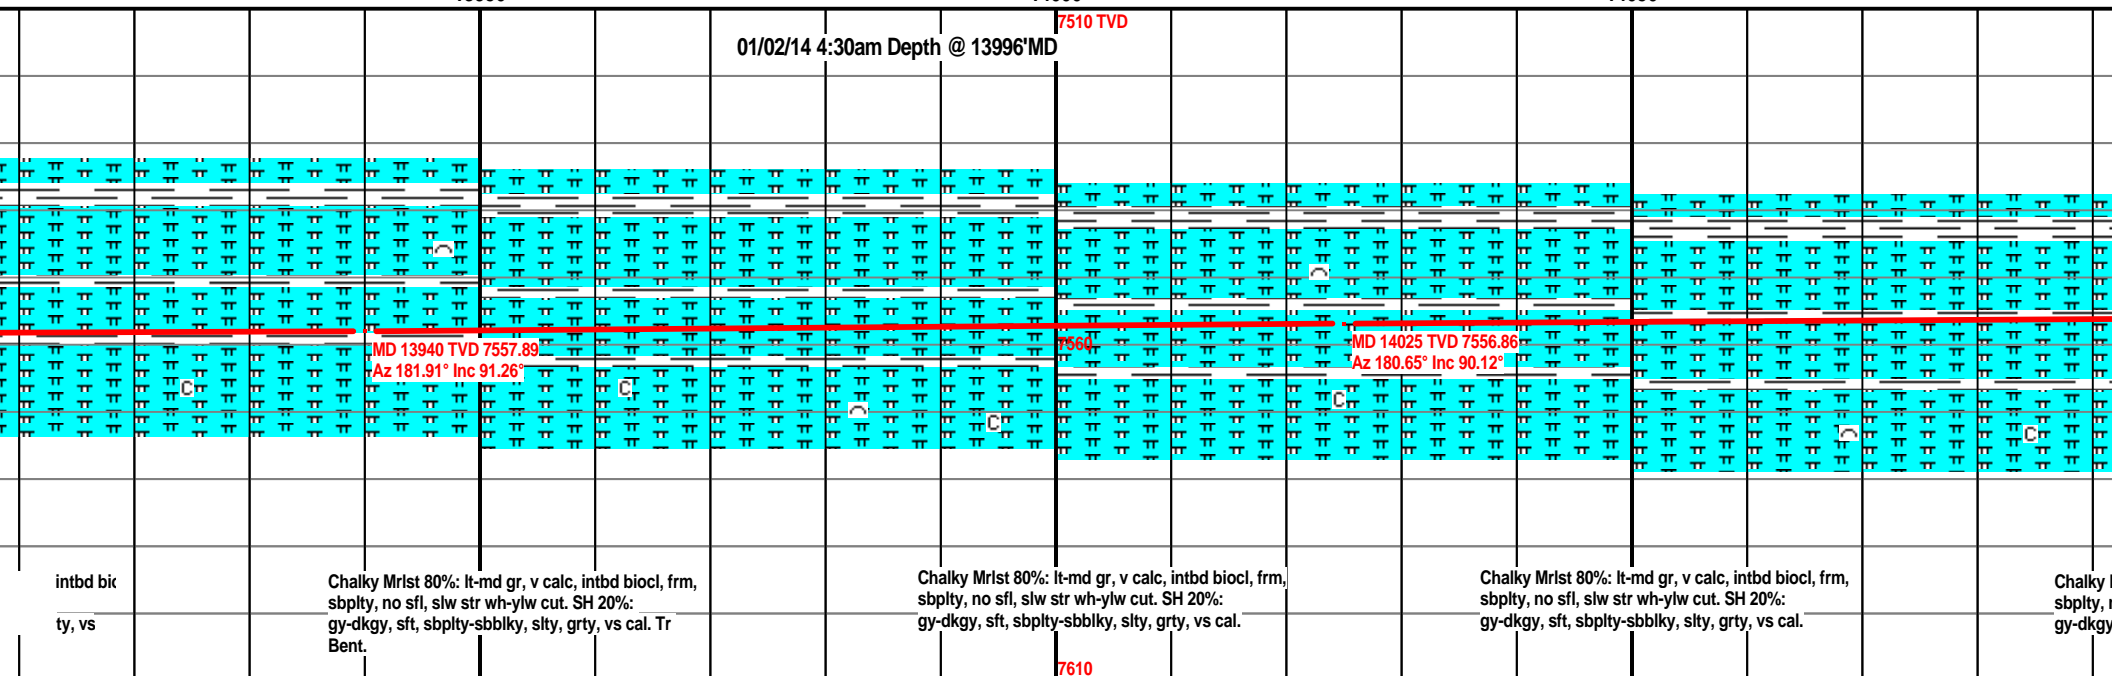 7510 TVD
01/02/14 4:30am Depth @ 13996'MD
MD 13940 TVD 7557.89
Az 181.91° Inc 91.26°
7560
MD 14025 TVD 7556.86
Az 180.65° Inc 90.12°
C
C
C
C
C
intbd bio
ty, vs
Chalky Mrlst 80%: lt-md gr, v calc, intbd biocl, frm,
sbplty, no sfl, slw str wh-ylw cut. SH 20%:
gy-dkgy, sft, sbplty-sbblky, slty, grty, vs cal. Tr
Bent.
Chalky Mrlst 80%: lt-md gr, v calc, intbd biocl, frm,
sbplty, no sfl, slw str wh-ylw cut. SH 20%:
gy-dkgy, sft, sbplty-sbblky, slty, grty, vs cal.
Chalky Mrlst 80%: lt-md gr, v calc, intbd biocl, frm,
sbplty, no sfl, slw str wh-ylw cut. SH 20%:
gy-dkgy, sft, sbplty-sbblky, slty, grty, vs cal.
Chalky
sbplty,
gy-dkgy
7610